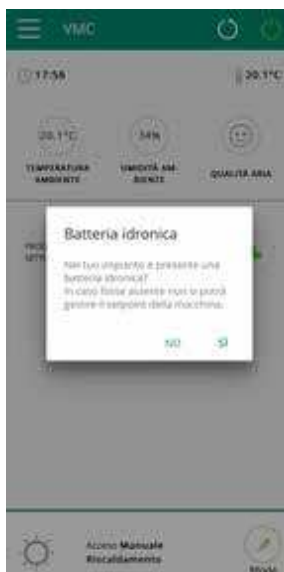 VMC
17:56
20.1°C
20.1°C
54%
TEMPERATURA AMBIENTE
UMIDITÀ AM-
BIENTE
QUALITÀ ARIA
Batteria idronica
Nel tuo impianto è presente una
batteria idronica?
In caso fosse assente non si potrà
gestire il setpoint della macchina.
NO
SÌ
Acceso Manuale
Riscaldamento
Mode